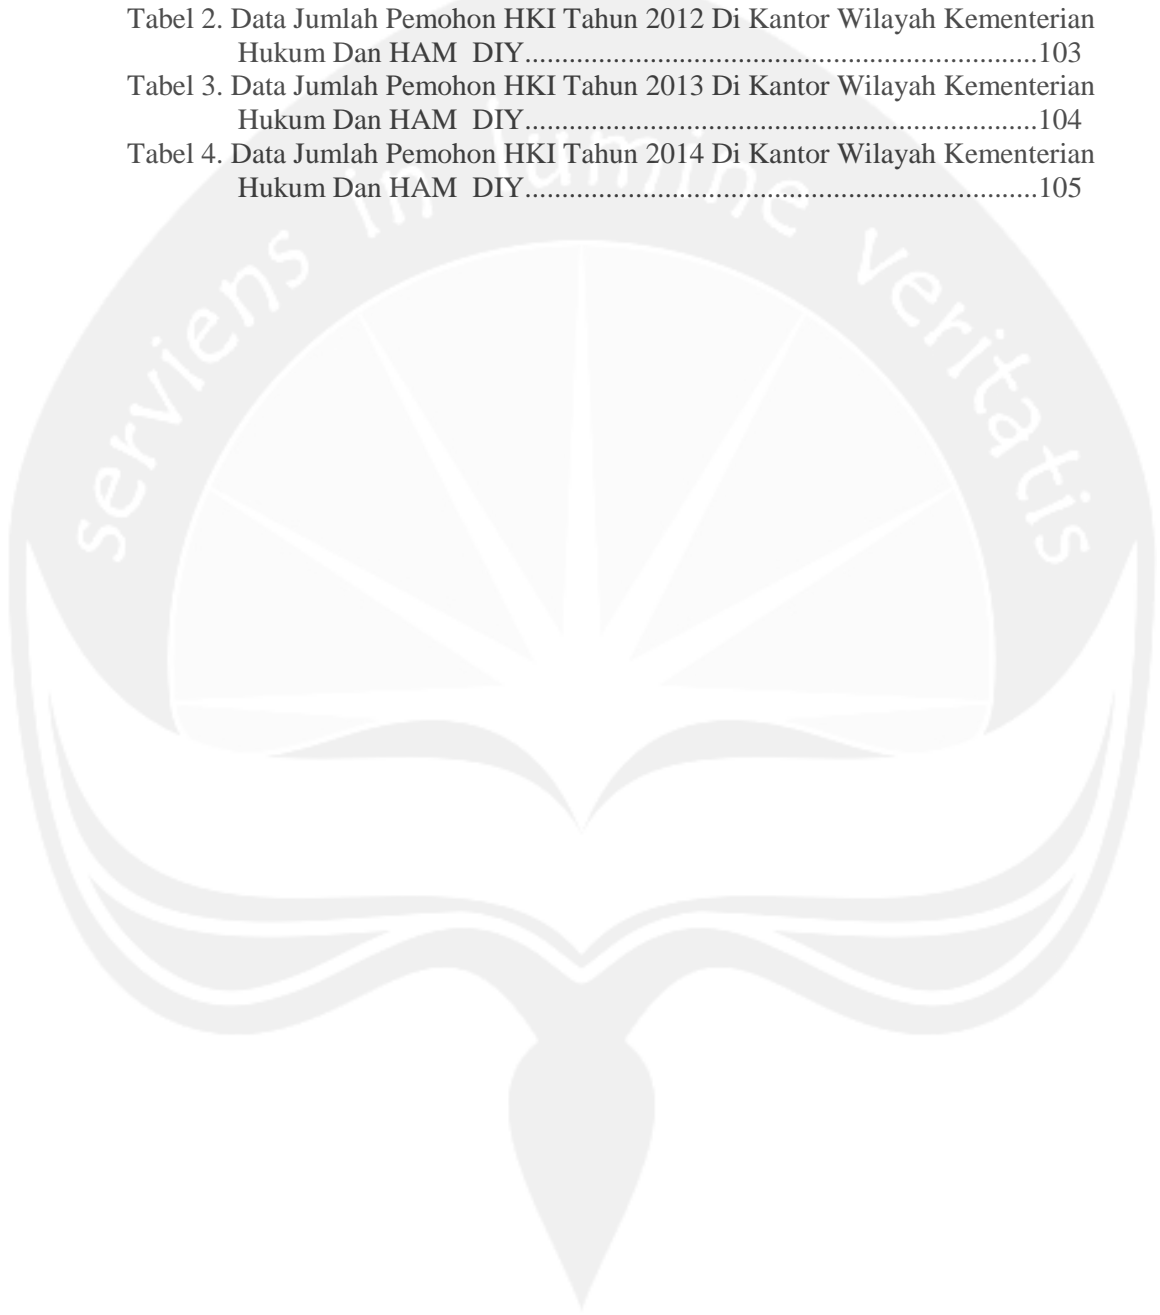 Tabel 2. Data Jumlah Pemohon HKI Tahun 2012 Di Kantor Wilayah Kementerian
Hukum Dan HAM  DIY......................................................................103
Tabel 3. Data Jumlah Pemohon HKI Tahun 2013 Di Kantor Wilayah Kementerian
Hukum Dan HAM  DIY......................................................................104
Tabel 4. Data Jumlah Pemohon HKI Tahun 2014 Di Kantor Wilayah Kementerian
Hukum Dan HAM  DIY......................................................................105
serviens in lumine veritatis